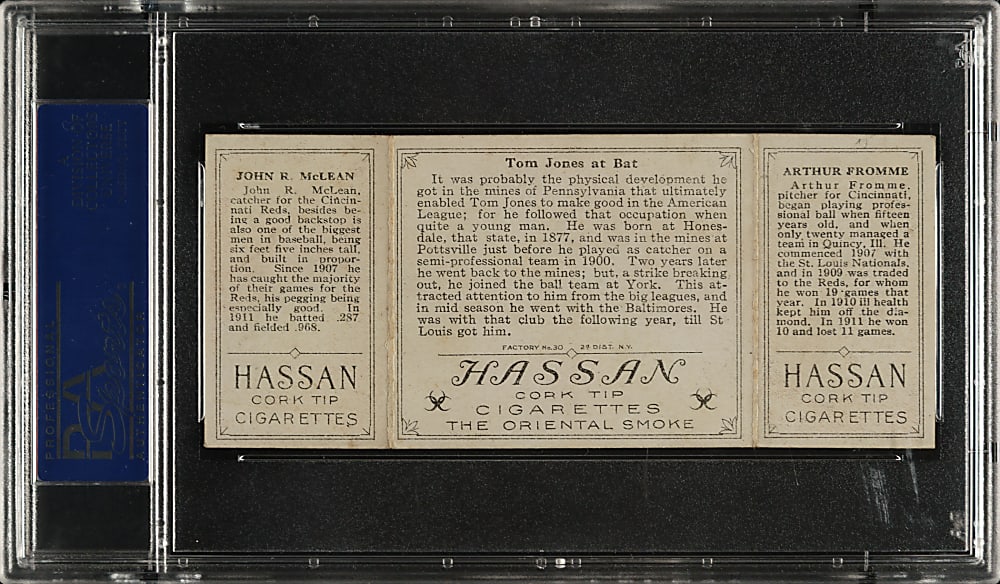 JOHN R. McLEAN
John R. McLean,
catcher for the Cincin-
nati Reds, besides be-
ing a good backstop is
also one of the biggest
men in baseball, being
six feet five inches tall,
and built in propor-
tion. Since 1907 he
has caught the majority
of their games for the
Reds, his pegging being
especially good. In
1911 he batted .287
and fielded .968.
HASSAN
CORK TIP
CIGARETTES
Tom Jones at Bat
It was probably the physical development he
got in the mines of Pennsylvania that ultimately
enabled Tom Jones to make good in the American
League; for he followed that occupation when
quite a young man. He was born at Hones-
dale, that state, in 1877, and was in the mines at
Pottsville just before he played as catcher on a
semi-professional team in 1900. Two years later
he went back to the mines; but, a strike breaking
out, he joined the ball team at York. This at-
tracted attention to him from the big leagues, and
in mid season he went with the Baltimores. He
was with that club the following year, till St
Louis got him.
FACTORY No. 30 2d DIST. N.Y.
HASSAN
CORK TIP
CIGARETTES
THE ORIENTAL SMOKE
ARTHUR FROMME
Arthur Fromme,
pitcher for Cincinnati,
began playing profes-
sional ball when fifteen
years old, and when
only twenty managed a
team in Quincy, Ill. He
commenced 1907 with
the St. Louis Nationals,
and in 1909 was traded
to the Reds, for whom
he won 19 games that
year. In 1910 ill health
kept him off the dia-
mond. In 1911 he won
10 and lost 11 games.
HASSAN
CORK TIP
CIGARETTES
PROFESSIONAL
PSA
Sports
AUTHENTICATOR